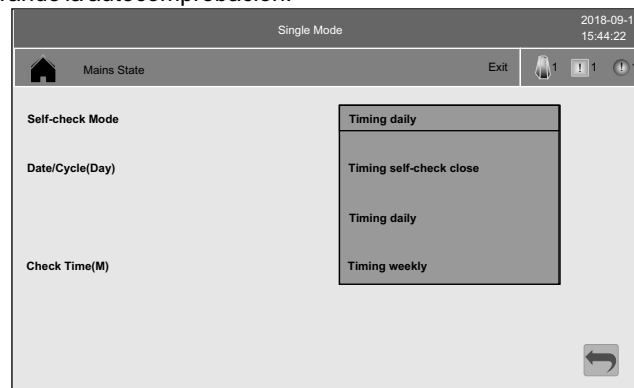 Single Mode
2018-09-1
15:44:22
Mains State
Exit
1
! 1
!
Self-check Mode
Timing daily
Date/Cycle(Day)
Timing self-check close
Timing daily
Check Time(M)
Timing weekly